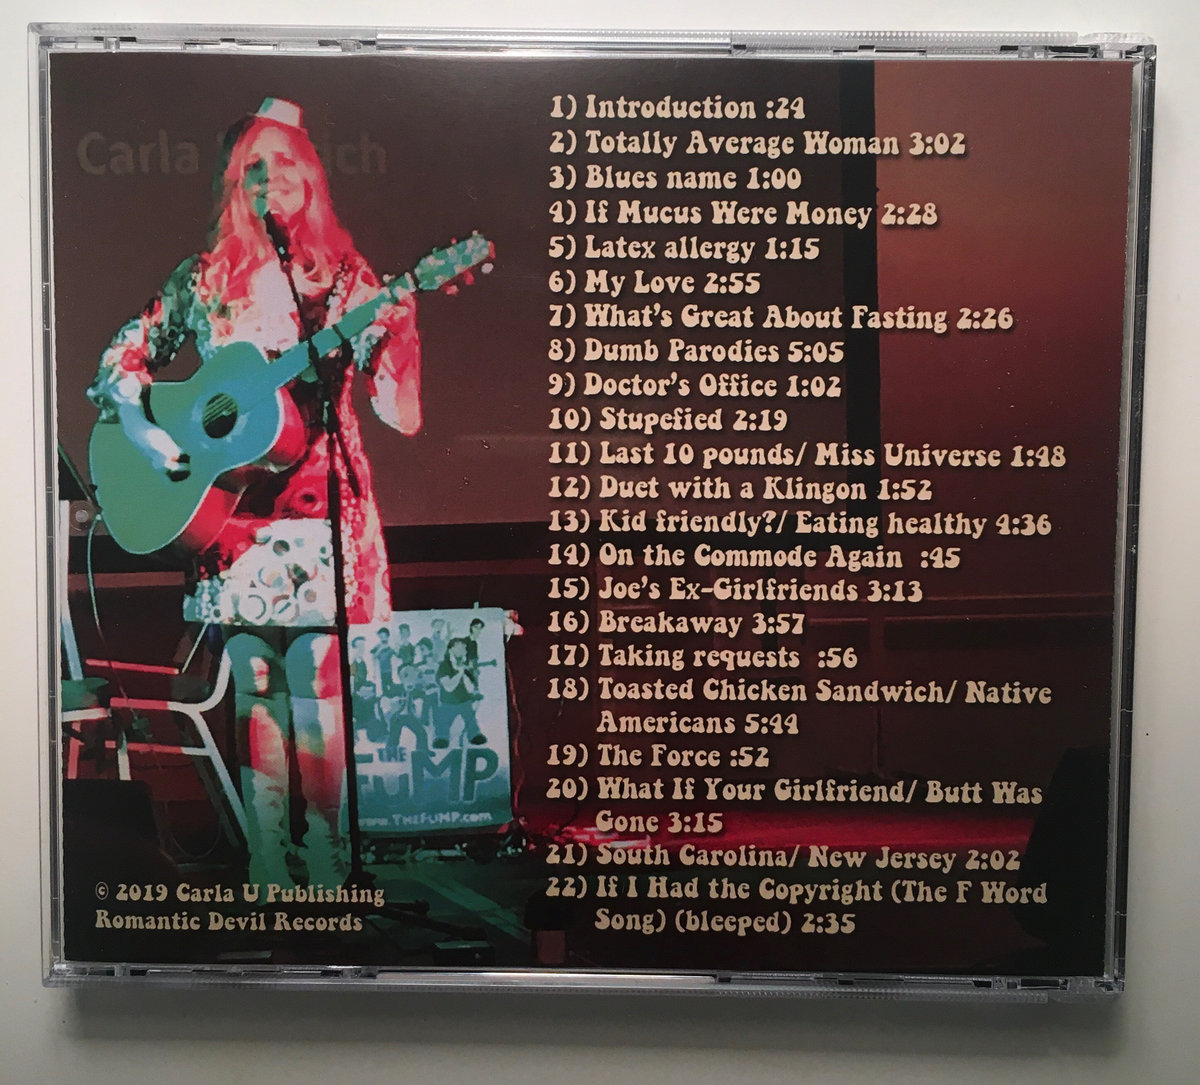 Carla
1) Introduction :24
2) Totally Average Woman 3:02
3) Blues name 1:00
4) If Mucus Were Money 2:28
5) Latex allergy 1:15
6) My Love 2:55
7) What's Great About Fasting 2:26
8) Dumb Parodies 5:05
9) Doctor's Office 1:02
10) Stupefied 2:19
11) Last 10 pounds/ Miss Universe 1:48
12) Duet with a Klingon 1:52
13) Kid friendly?/ Eating healthy 4:36
14) On the Commode Again :45
15) Joe's Ex-Girlfriends 3:13
16) Breakaway 3:57
17) Taking requests :56
18) Toasted Chicken Sandwich/ Native
Americans 5:44
19) The Force :52
20) What If Your Girlfriend/ Butt Was
Gone 3:15
21) South Carolina/ New Jersey 2:02
22) If I Had the Copyright (The F Word
Song) (bleeped) 2:35
THE
FuMP
www.THEFUMP.com
© 2019 Carla U Publishing
Romantic Devil Records